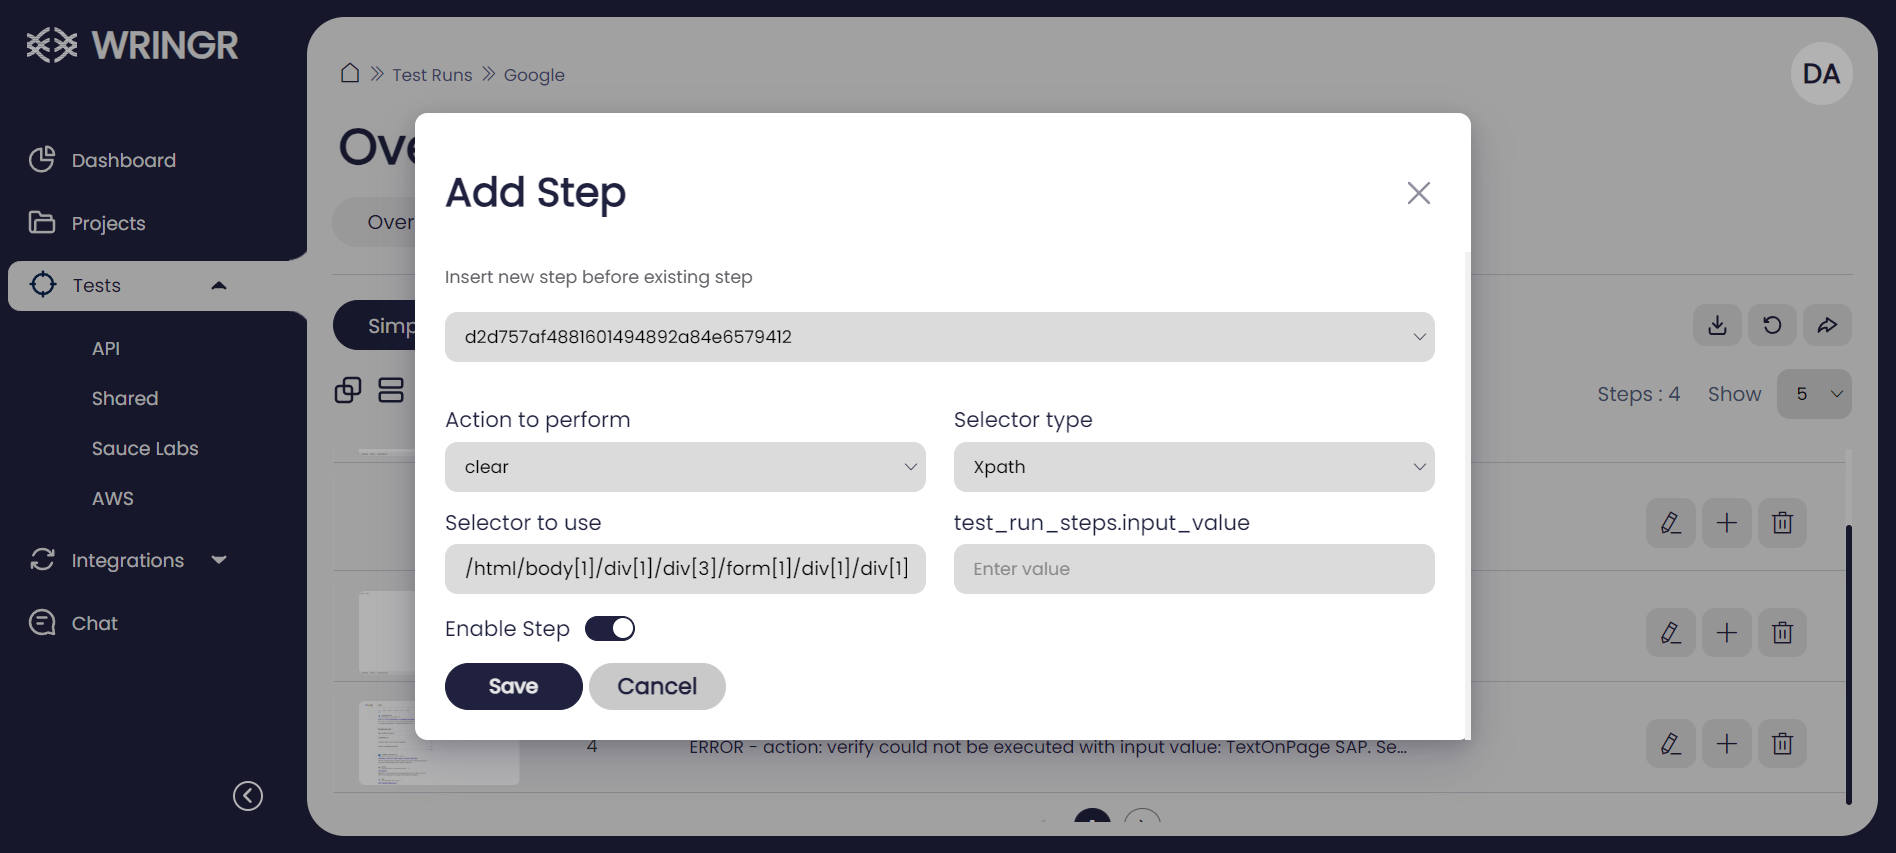 WRINGR
Dashboard
Projects
Tests
API
Shared
Sauce Labs
AWS
Integrations
Chat
Test Runs
Google
DA
Add Step
Insert new step before existing step
d2d757af4881601494892a84e6579412
Action to perform
Selector type
clear
Xpath
Selector to use
test_run_steps.input_value
/html/body[1]/div[1]/div[3]/form[1]/div[1]/div[1]
Enter value
Enable Step
Save
Cancel
Steps : 4
Show
5
4
ERROR - action: verify could not be executed with input value: TextOnPage SAP. Se...